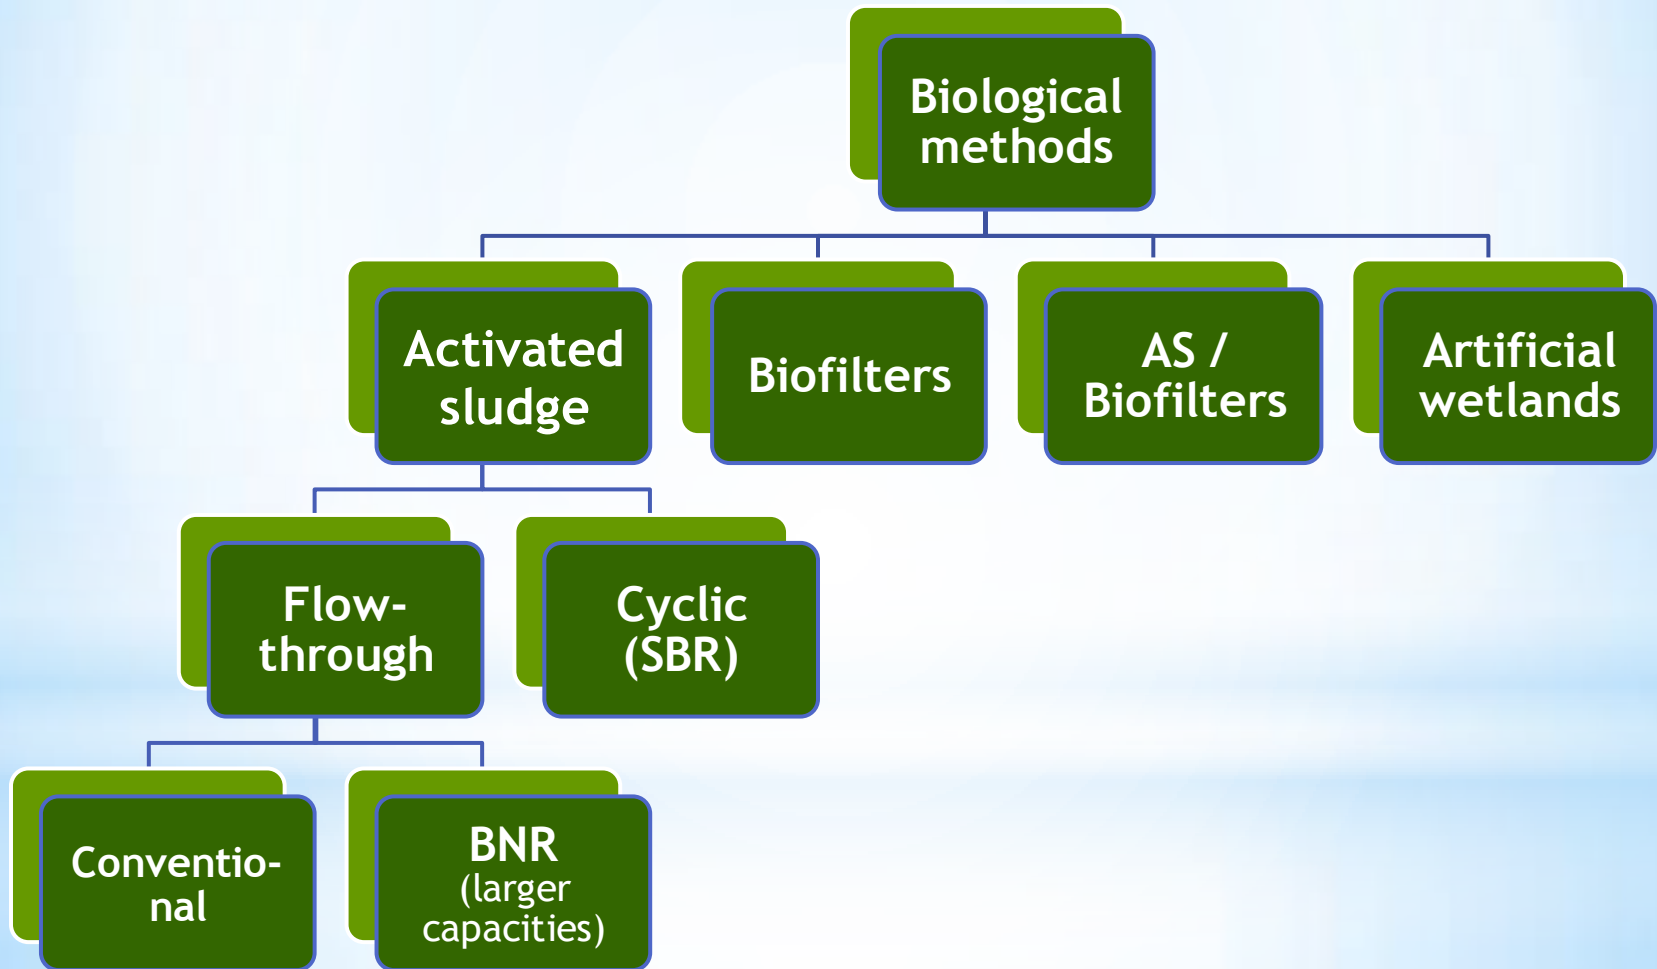 Biological
methods
Activated
sludge
Biofilters
AS /
Biofilters
Artificial
wetlands
Flow-
through
Cyclic
(SBR)
Conventio-
nal
BNR
(larger
capacities)